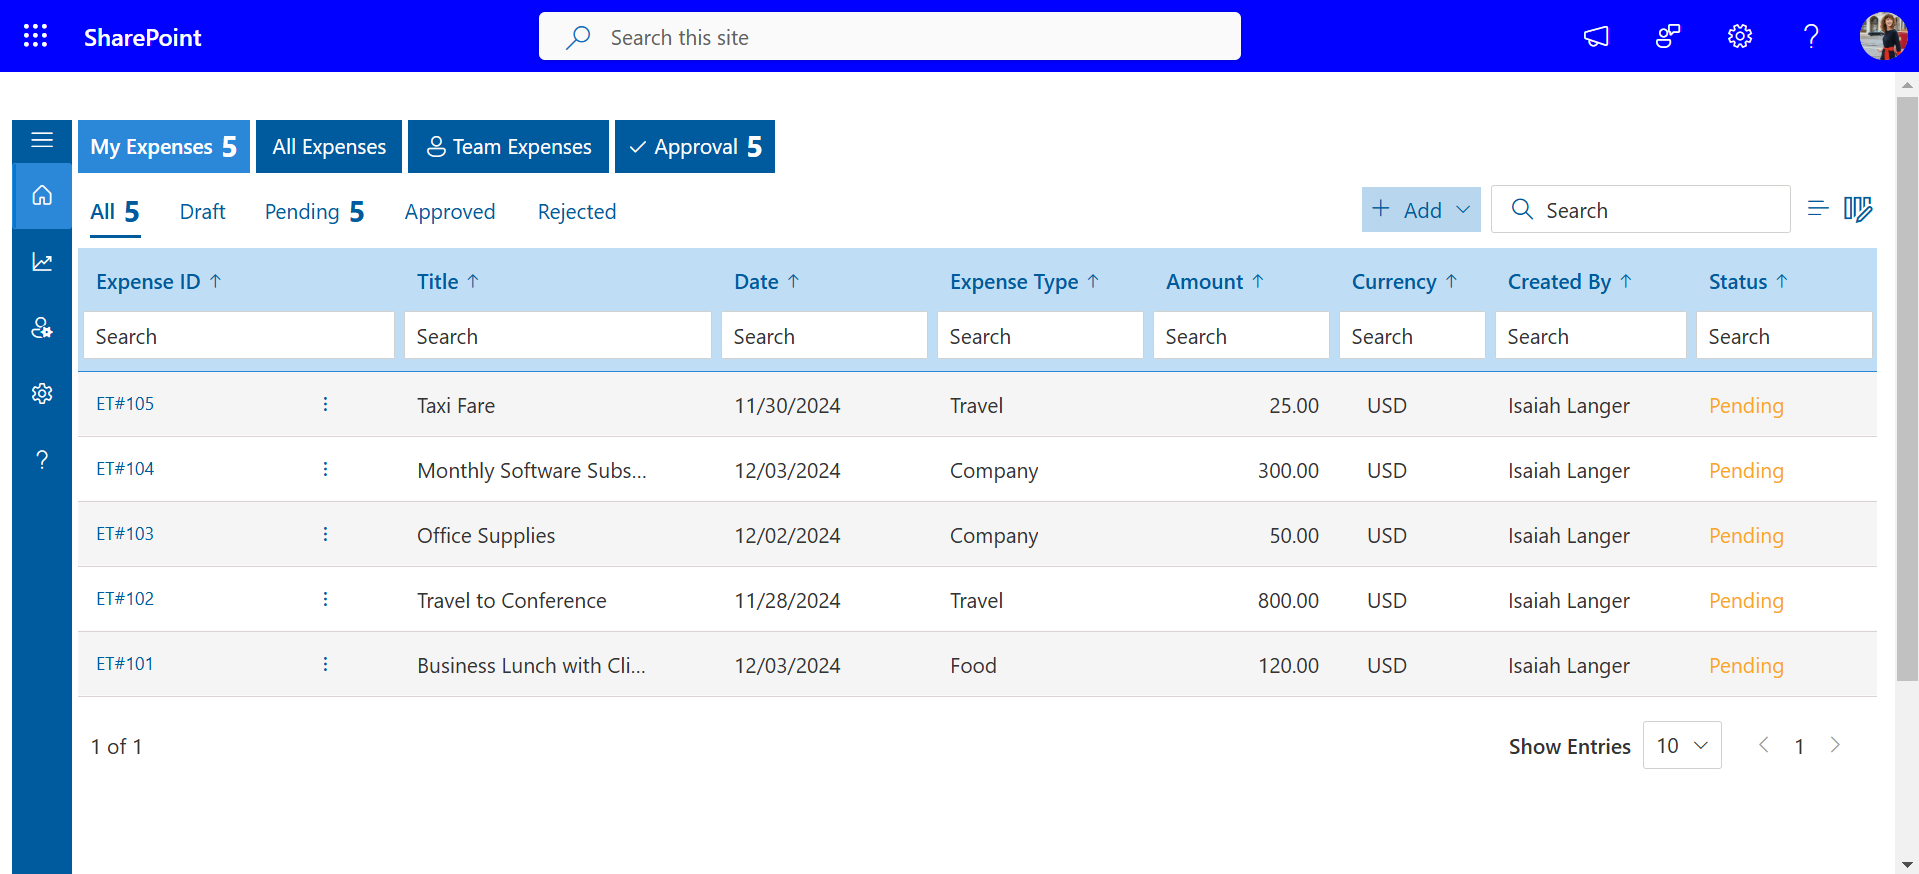 SharePoint
Search this site
My Expenses 5
All Expenses
Team Expenses
Approval 5
All 5
Draft
Pending 5
Approved
Rejected
+ Add
Search
Expense ID ↑ Title ↑ Date ↑ Expense Type ↑ Amount ↑ Currency ↑ Created By ↑ Status ↑
Search Search Search Search Search Search Search Search
ET#105 Taxi Fare 11/30/2024 Travel 25.00 USD Isaiah Langer Pending
ET#104 Monthly Software Subs... 12/03/2024 Company 300.00 USD Isaiah Langer Pending
ET#103 Office Supplies 12/02/2024 Company 50.00 USD Isaiah Langer Pending
ET#102 Travel to Conference 11/28/2024 Travel 800.00 USD Isaiah Langer Pending
ET#101 Business Lunch with Cli... 12/03/2024 Food 120.00 USD Isaiah Langer Pending
1 of 1
Show Entries 10 < 1 >